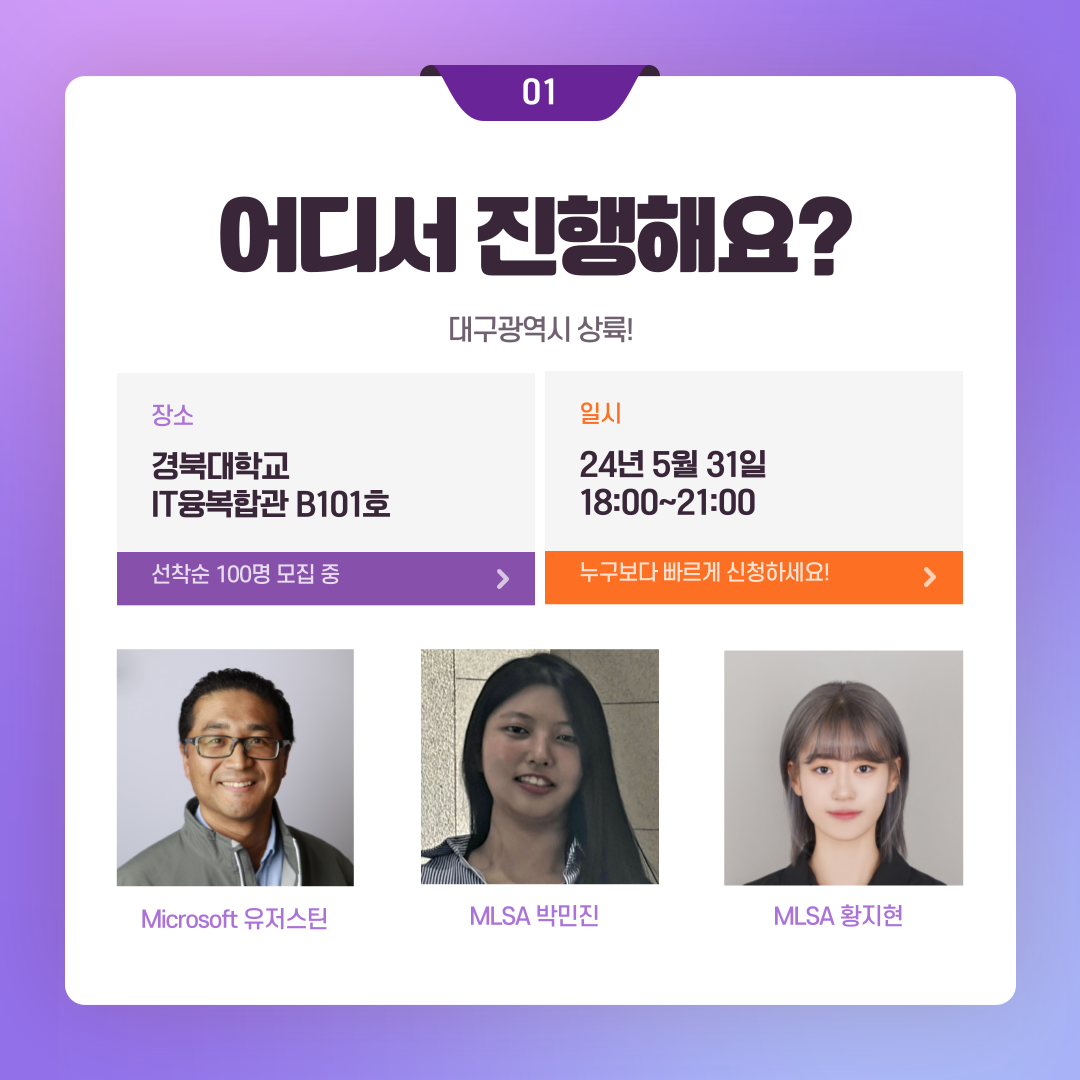 01
어디서 진행해요?
대구광역시 상륙!
장소
경북대학교
IT융복합관 B101호
선착순 100명 모집 중
일시
24년 5월 31일
18:00~21:00
누구보다 빠르게 신청하세요!
Microsoft 유저스틴
MLSA 박민진
MLSA 황지현